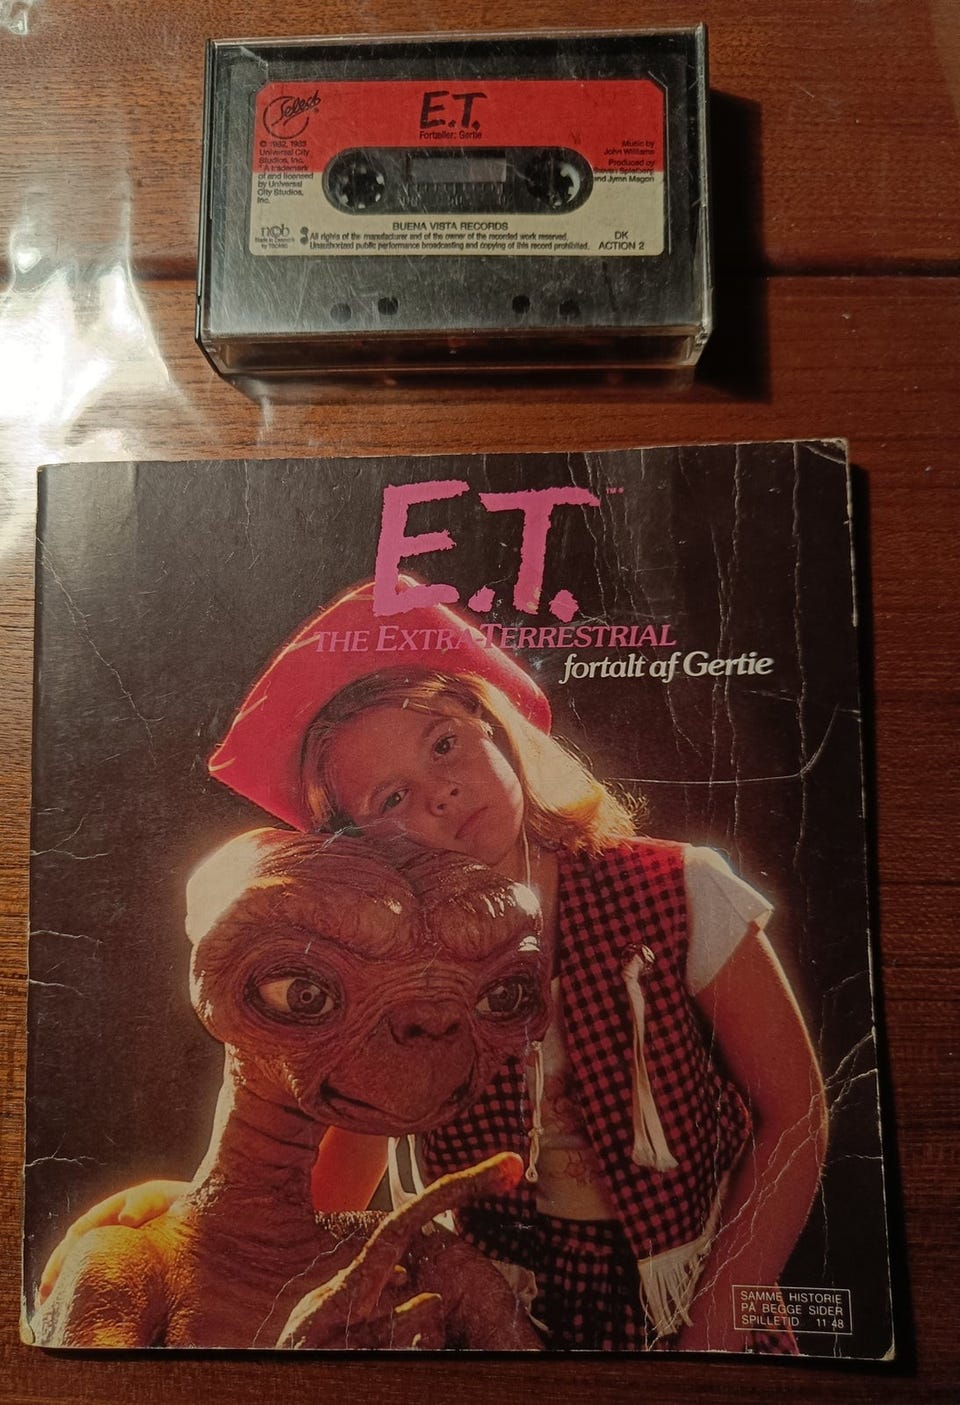 Select
®
E.T.
Fortæller: Gertie
© 1982, 1983
Universal City
Studios, Inc.
* A trademark
of and licensed
by Universal
City Studios,
Inc.
Music by
John Williams
Produced by
Steven Spielberg
and Jymn Magon
ncb
Made in Denmark
BUENA VISTA RECORDS
All rights of the manufacturer and of the owner of the recorded work reserved.
Unauthorized public performance broadcasting and copying of this record prohibited.
DK
ACTION 2
E.T.
THE EXTRA-TERRESTRIAL
fortalt af Gertie
SAMME HISTORIE
PÅ BEGGE SIDER
SPILLETID 11:48